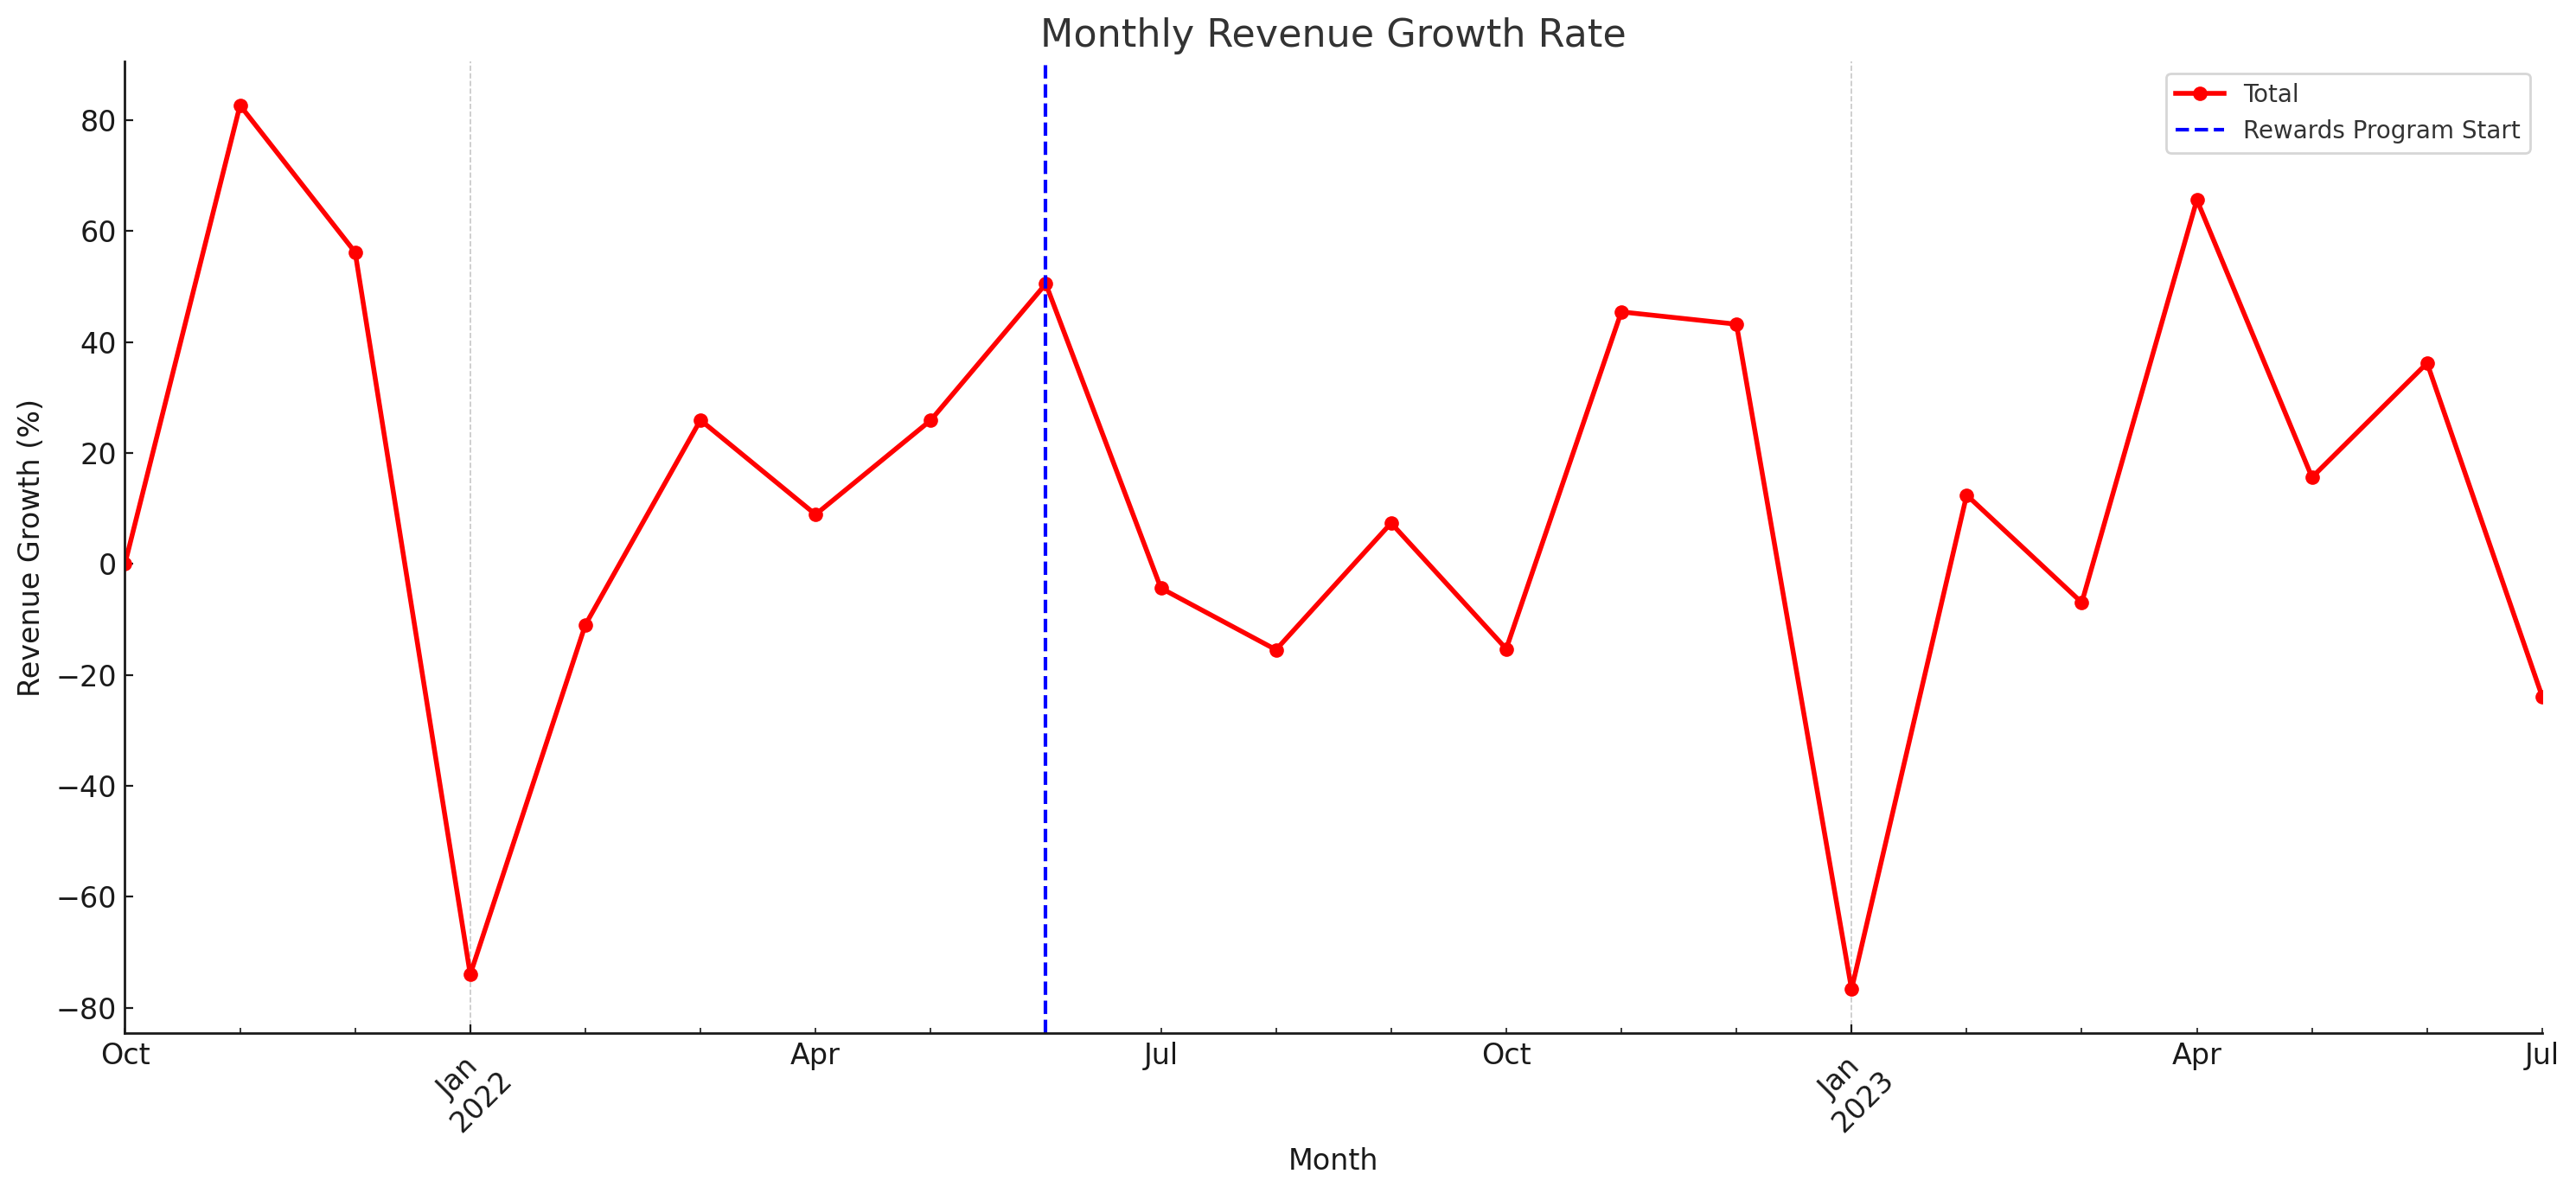 Monthly Revenue Growth Rate
Total
Rewards Program Start
Revenue Growth (%)
80
60
40
20
0
−20
−40
−60
−80
Oct
Jan
2022
Apr
Jul
Oct
Jan
2023
Apr
Jul
Month